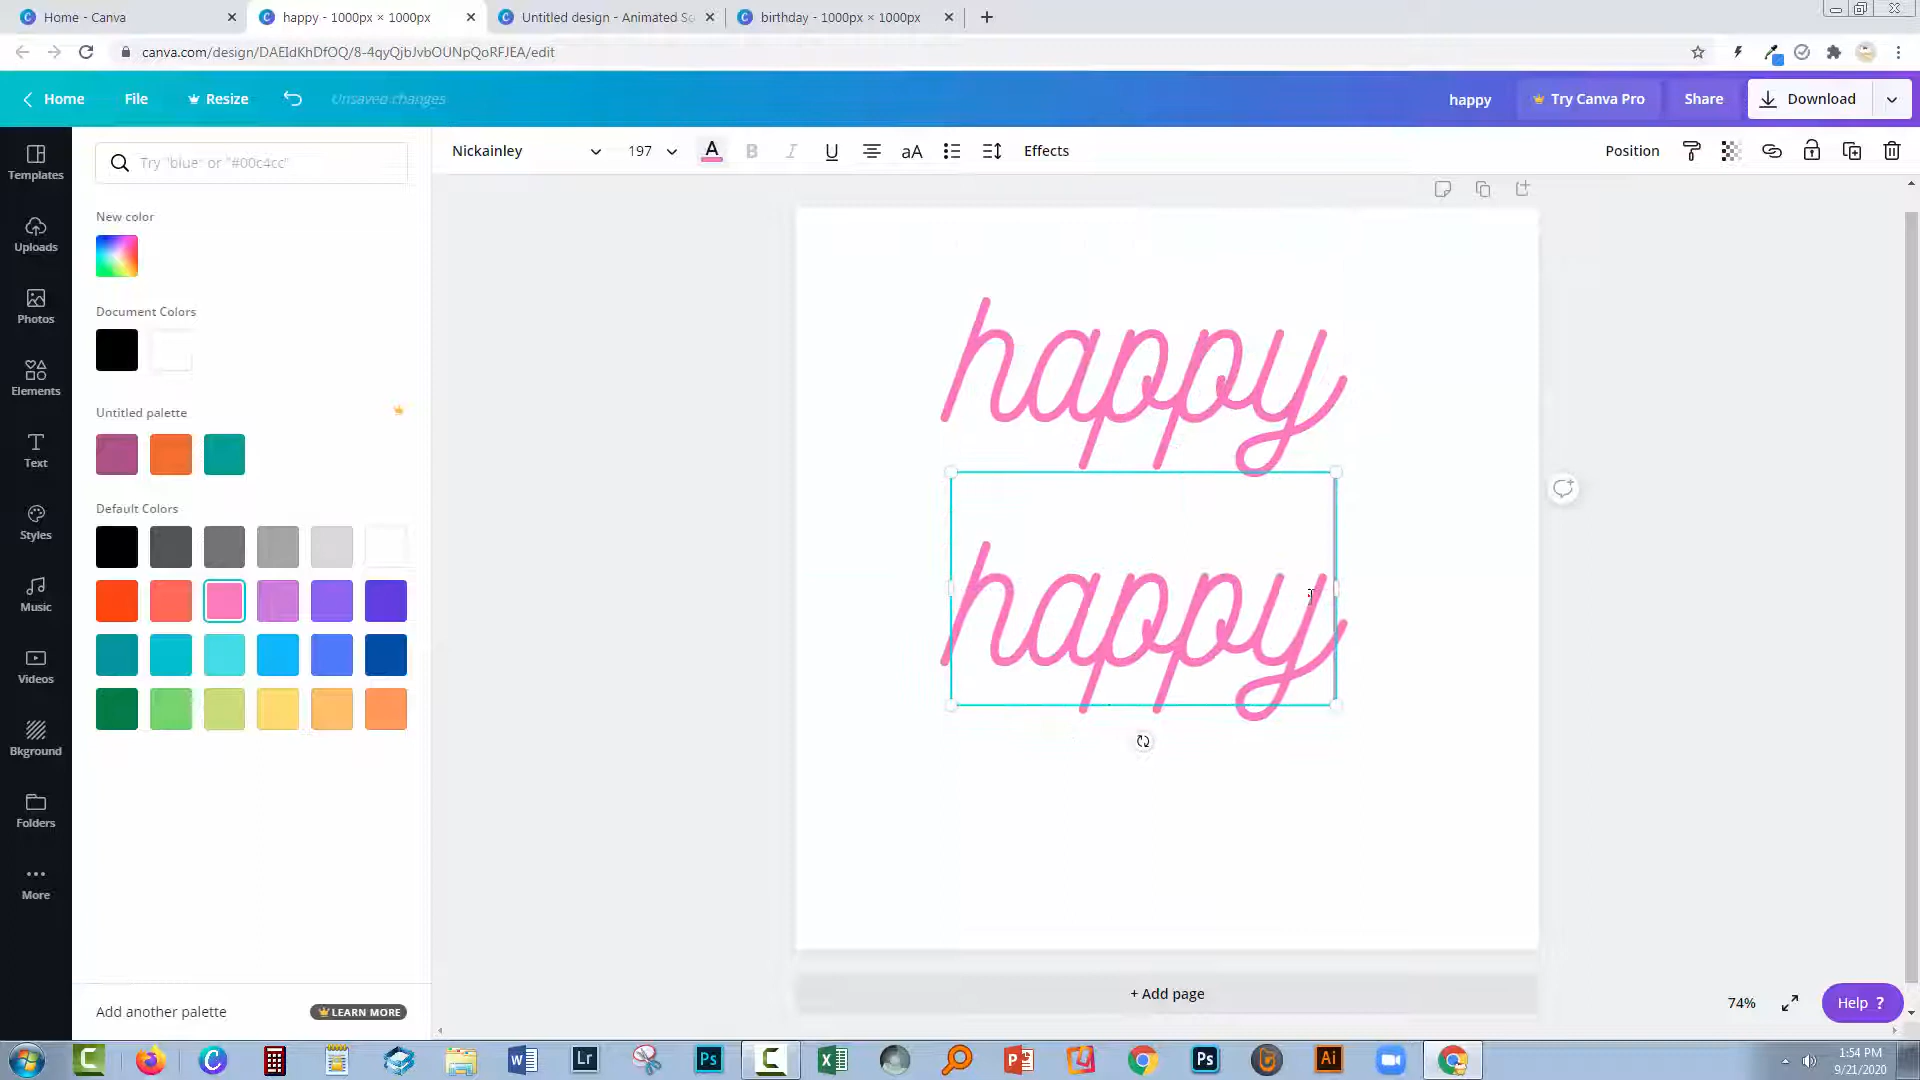 Home - Canva
happy - 1000px × 1000px
Untitled design - Animated So
birthday - 1000px × 1000px
canva.com/design/DAEIdKhDfOQ/8-4qyQjbJvbOUNpQoRFJEA/edit
Home
File
Resize
Unsaved changes
happy
Try Canva Pro
Share
Download
Templates
Uploads
Photos
Elements
Text
Styles
Music
Videos
Bkground
Folders
More
Try "blue" or "#00c4cc"
New color
Document Colors
Untitled palette
Default Colors
Add another palette
LEARN MORE
Nickainley
197
A
B
I
U
aA
Effects
Position
happy
happy
+ Add page
74%
Help ?
1:54 PM
9/21/2020